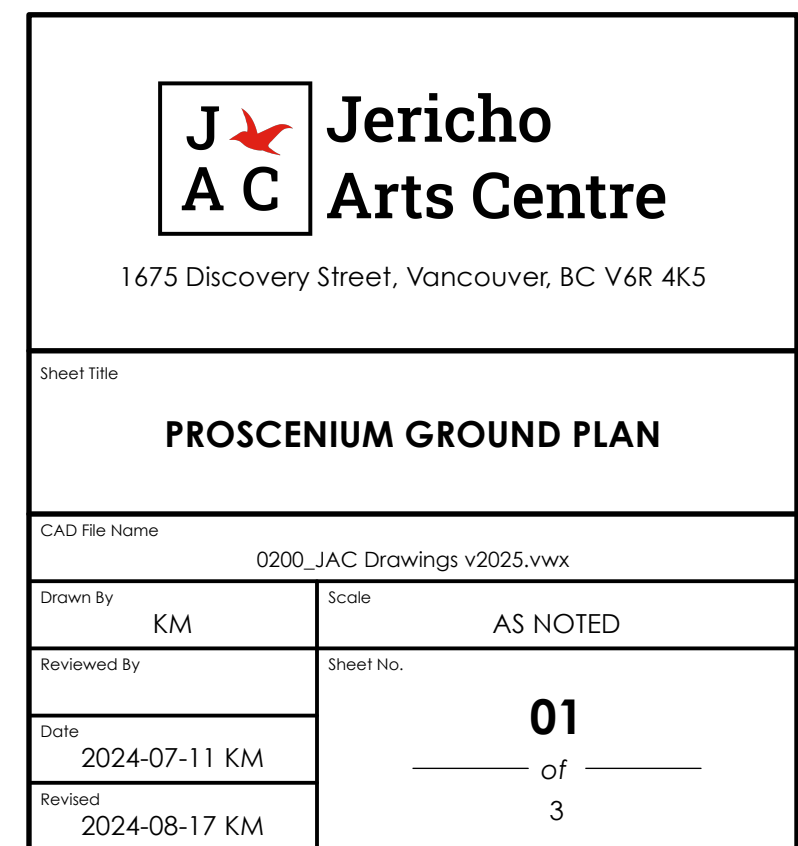 J
A C
Jericho
Arts Centre
1675 Discovery Street, Vancouver, BC V6R 4K5
Sheet Title
PROSCENIUM GROUND PLAN
CAD File Name
0200_JAC Drawings v2025.vwx
Drawn By
KM
Scale
AS NOTED
Reviewed By
Date
2024-07-11 KM
Revised
2024-08-17 KM
Sheet No.
01
of
3